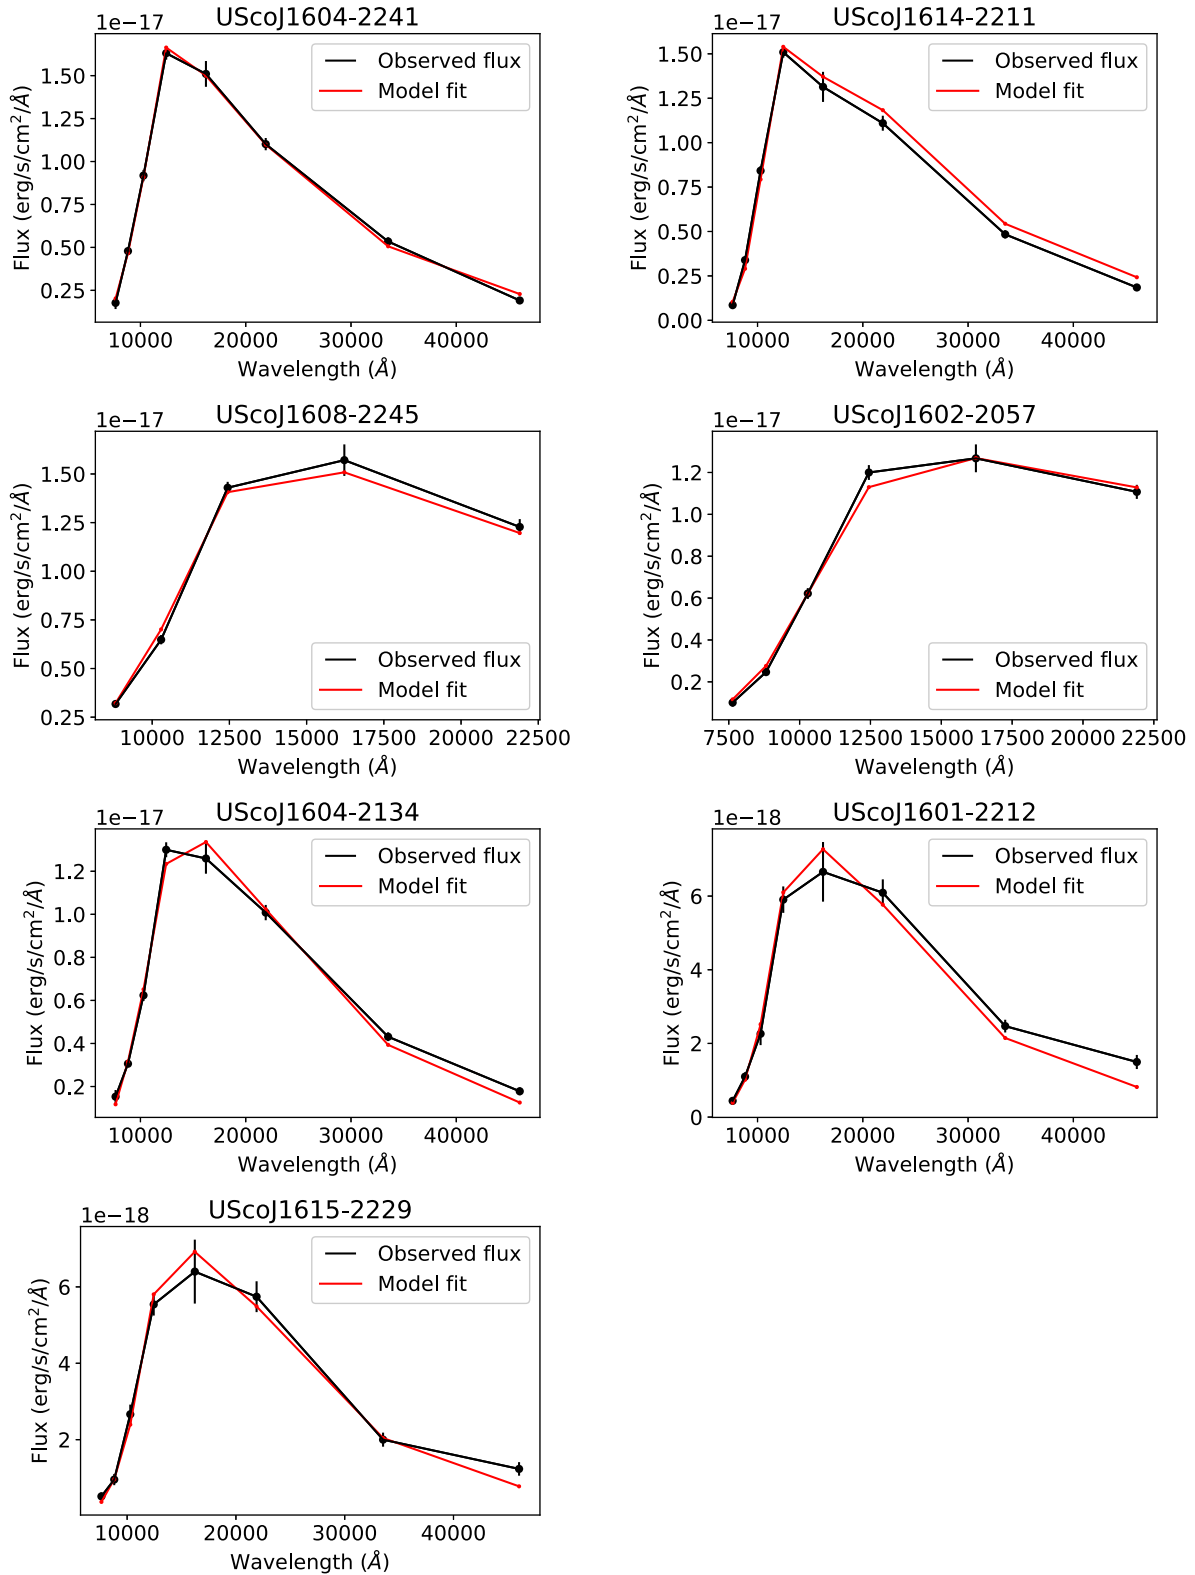 USco J1604-2241
1e−17
Observed flux
Model fit
Flux (erg/s/cm²/Å)
1.50
1.25
1.00
0.75
0.50
0.25
10000 20000 30000 40000
Wavelength (Å)
UScoJ1614-2211
1e−17
Observed flux
Model fit
Flux (erg/s/cm²/Å)
1.50
1.25
1.00
0.75
0.50
0.25
0.00
10000 20000 30000 40000
Wavelength (Å)
UScoJ1608-2245
1e−17
Flux (erg/s/cm²/Å)
1.50
1.25
1.00
0.75
0.50
0.25
Observed flux
Model fit
10000 12500 15000 17500 20000 22500
Wavelength (Å)
UScoJ1602-2057
1e−17
Flux (erg/s/cm²/Å)
1.2
1.0
0.8
0.6
0.4
0.2
Observed flux
Model fit
7500 10000 12500 15000 17500 20000 22500
Wavelength (Å)
UScoJ1604-2134
1e−17
Observed flux
Model fit
Flux (erg/s/cm²/Å)
1.2
1.0
0.8
0.6
0.4
0.2
10000 20000 30000 40000
Wavelength (Å)
UScoJ1601-2212
1e−18
Observed flux
Model fit
Flux (erg/s/cm²/Å)
6
4
2
0
10000 20000 30000 40000
Wavelength (Å)
UScoJ1615-2229
1e−18
Observed flux
Model fit
Flux (erg/s/cm²/Å)
6
4
2
10000 20000 30000 40000
Wavelength (Å)